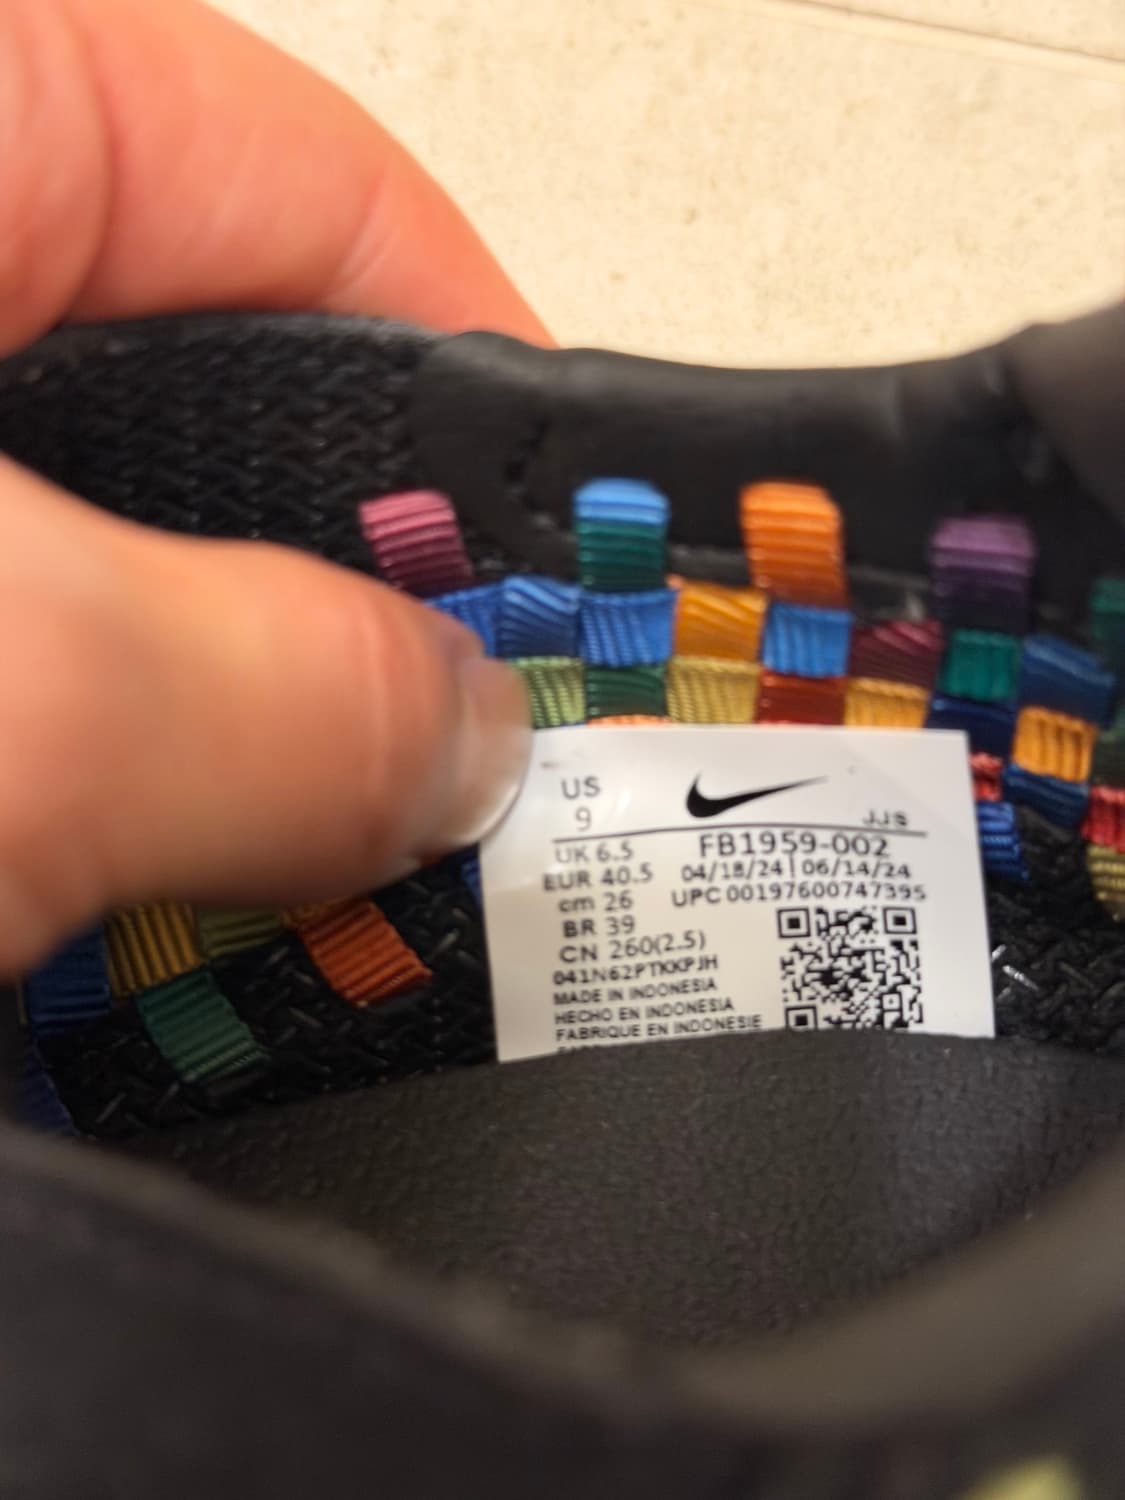 US
9
JJS
UK 6.5
FB1959-002
EUR 40.5
04/18/24 | 06/14/24
cm 26
UPC 00197600747395
BR 39
CN 260(2.5)
041N62PTKKPJH
MADE IN INDONESIA
HECHO EN INDONESIA
FABRIQUE EN INDONESIE